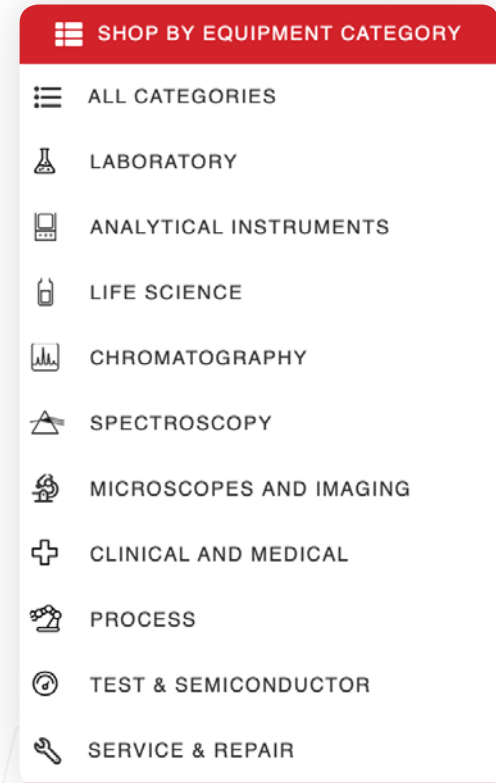 SHOP BY EQUIPMENT CATEGORY
ALL CATEGORIES
LABORATORY
ANALYTICAL INSTRUMENTS
LIFE SCIENCE
CHROMATOGRAPHY
SPECTROSCOPY
MICROSCOPES AND IMAGING
CLINICAL AND MEDICAL
PROCESS
TEST & SEMICONDUCTOR
SERVICE & REPAIR